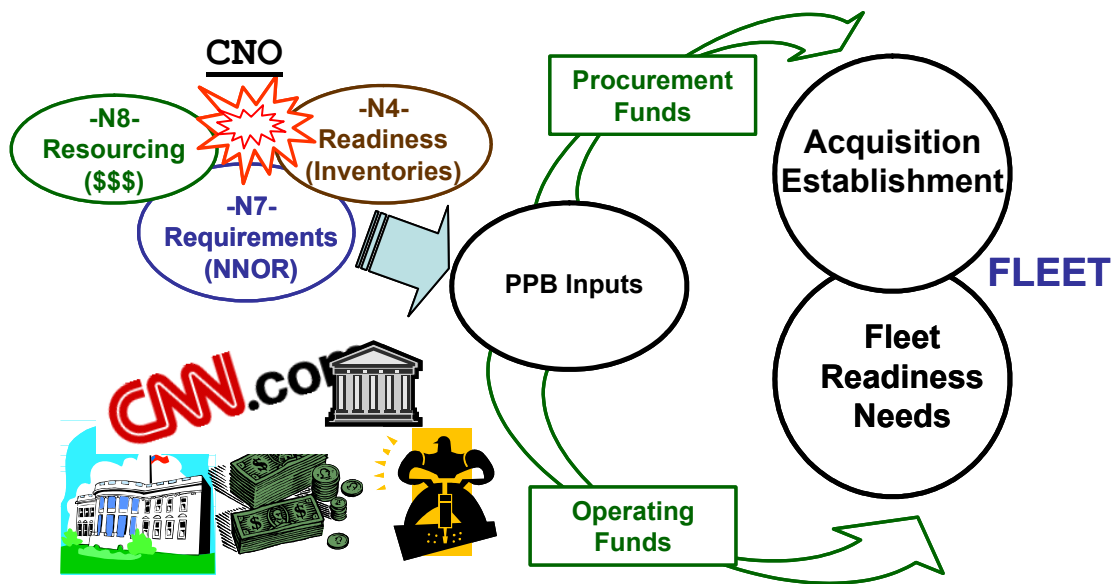 CNO
-N8-
Resourcing
($$$)
-N4-
Readiness
(Inventories)
-N7-
Requirements
(NNOR)
Procurement
Funds
PPB Inputs
Operating
Funds
Acquisition
Establishment
FLEET
Fleet
Readiness
Needs
CNN.com